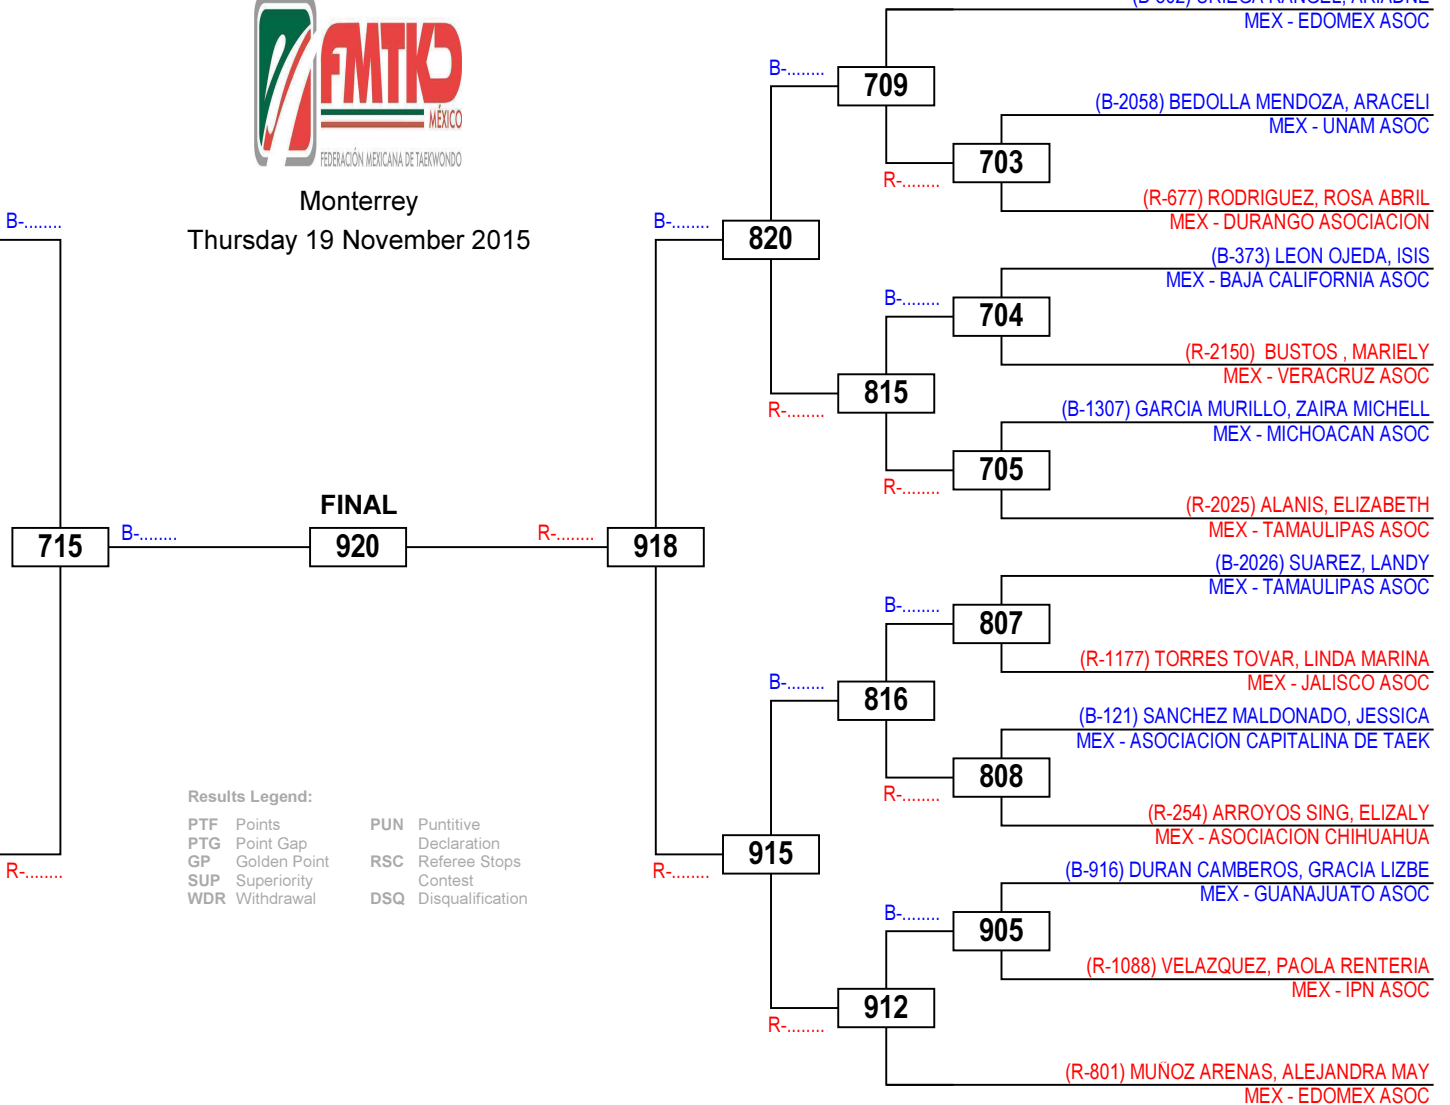 MEX - EDOMEX ASOC
FMTKD
MÉXICO
FEDERACIÓN MEXICANA DE TAEKWONDO
Monterrey
Thursday 19 November 2015
B-........
709
(B-2058) BEDOLLA MENDOZA, ARACELI
MEX - UNAM ASOC
703
R-........
(R-677) RODRIGUEZ, ROSA ABRIL
MEX - DURANGO ASOCIACION
B-........
B-........
820
(B-373) LEON OJEDA, ISIS
MEX - BAJA CALIFORNIA ASOC
B-........
704
(R-2150)  BUSTOS , MARIELY
MEX - VERACRUZ ASOC
815
R-........
(B-1307) GARCIA MURILLO, ZAIRA MICHELL
MEX - MICHOACAN ASOC
705
R-........
(R-2025) ALANIS, ELIZABETH
MEX - TAMAULIPAS ASOC
FINAL
715
B-........
920
R-........
918
(B-2026) SUAREZ, LANDY
MEX - TAMAULIPAS ASOC
B-........
807
(R-1177) TORRES TOVAR, LINDA MARINA
MEX - JALISCO ASOC
B-........
816
(B-121) SANCHEZ MALDONADO, JESSICA
MEX - ASOCIACION CAPITALINA DE TAEK
808
R-........
(R-254) ARROYOS SING, ELIZALY
MEX - ASOCIACION CHIHUAHUA
Results Legend:
PTF Points
PTG Point Gap
GP Golden Point
SUP Superiority
WDR Withdrawal
PUN Puntitive
Declaration
RSC Referee Stops
Contest
DSQ Disqualification
R-........
R-........
915
(B-916) DURAN CAMBEROS, GRACIA LIZBE
MEX - GUANAJUATO ASOC
B-........
905
(R-1088) VELAZQUEZ, PAOLA RENTERIA
MEX - IPN ASOC
912
R-........
(R-801) MUÑOZ ARENAS, ALEJANDRA MAY
MEX - EDOMEX ASOC